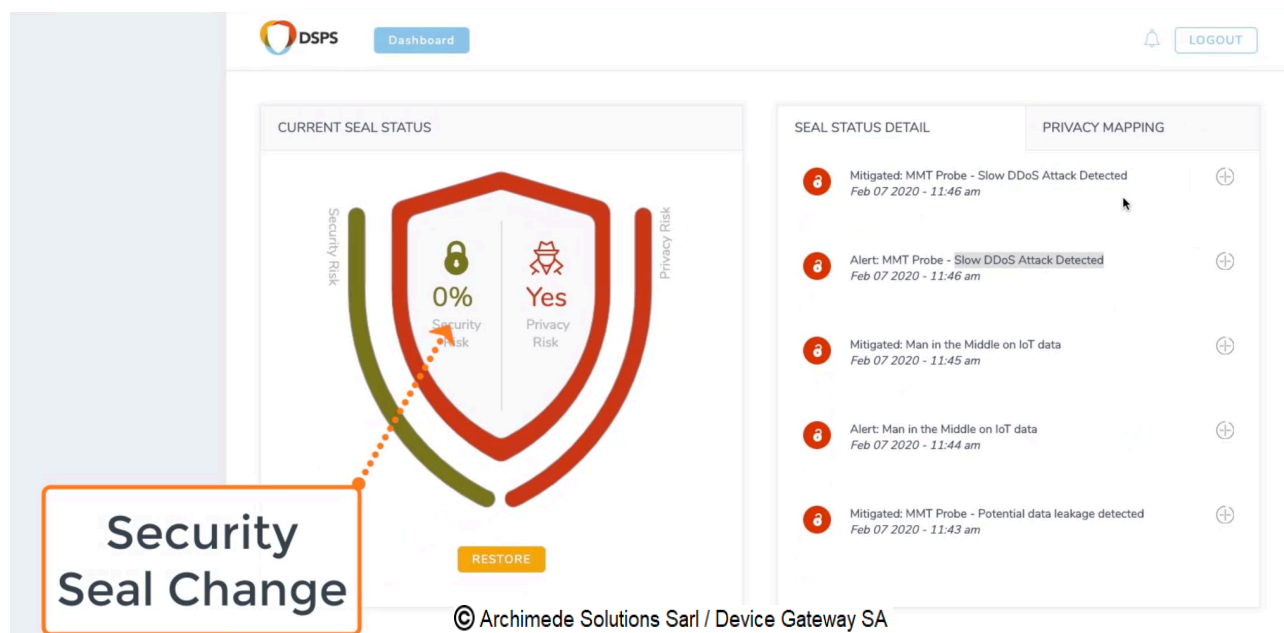 DSPS
Dashboard
LOGOUT
CURRENT SEAL STATUS
Security Risk
Privacy Risk
0%
Security
Risk
Yes
Privacy
Risk
RESTORE
Security
Seal Change
SEAL STATUS DETAIL
PRIVACY MAPPING
Mitigated: MMT Probe - Slow DDoS Attack Detected
Feb 07 2020 - 11:46 am
Alert: MMT Probe - Slow DDoS Attack Detected
Feb 07 2020 - 11:46 am
Mitigated: Man in the Middle on IoT data
Feb 07 2020 - 11:45 am
Alert: Man in the Middle on IoT data
Feb 07 2020 - 11:44 am
Mitigated: MMT Probe - Potential data leakage detected
Feb 07 2020 - 11:43 am
© Archimede Solutions Sarl / Device Gateway SA